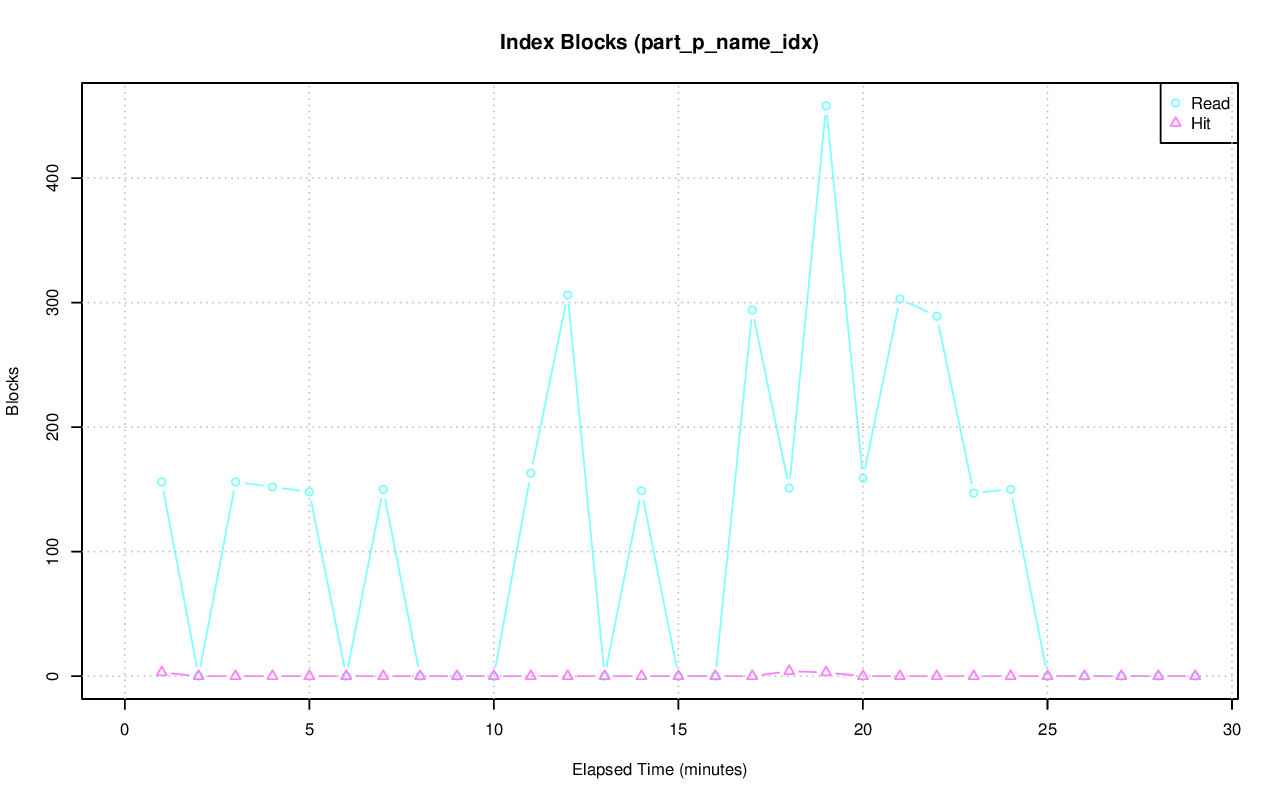 Index Blocks (part_p_name_idx)
Read
Hit
Blocks
400
300
200
100
0
0 5 10 15 20 25 30
Elapsed Time (minutes)